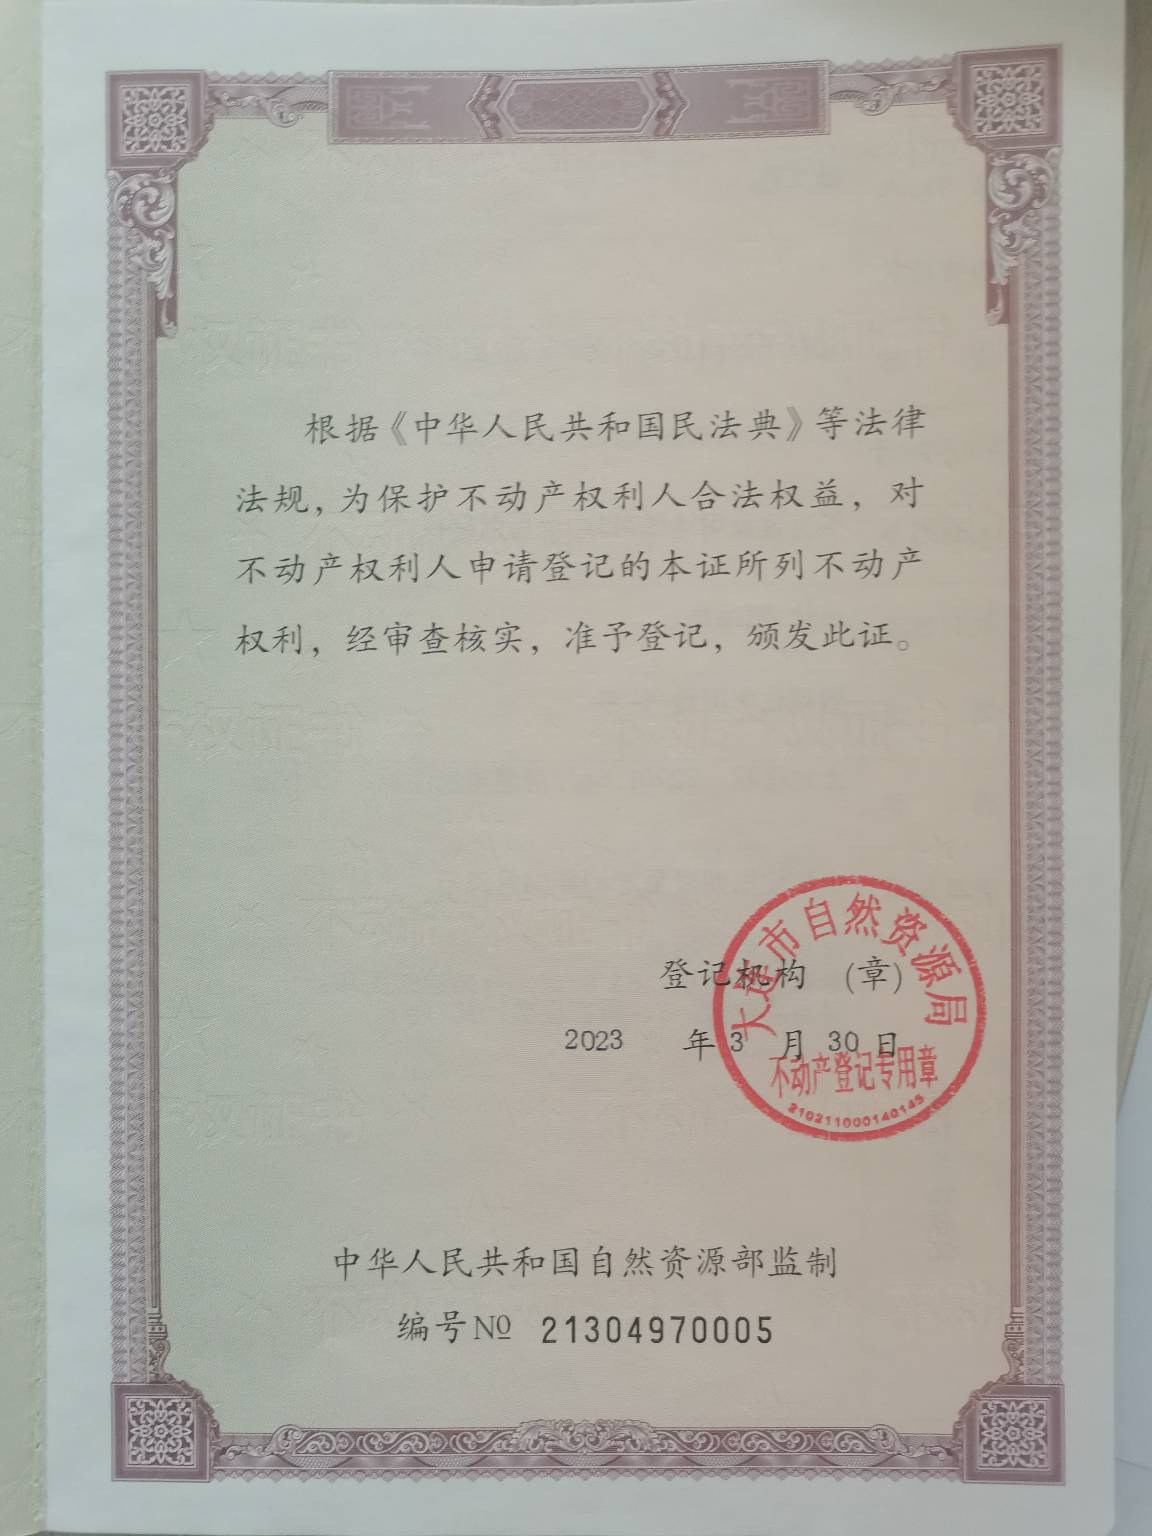 根据《中华人民共和国民法典》等法律
法规，为保护不动产权利人合法权益，对
不动产权利人申请登记的本证所列不动产
权利，经审查核实，准予登记，颁发此证。
登记机构 （章）
2023 年 3 月 30 日
大连市自然资源局
不动产登记专用章
210211000140145
中华人民共和国自然资源部监制
编号 № 21304970005